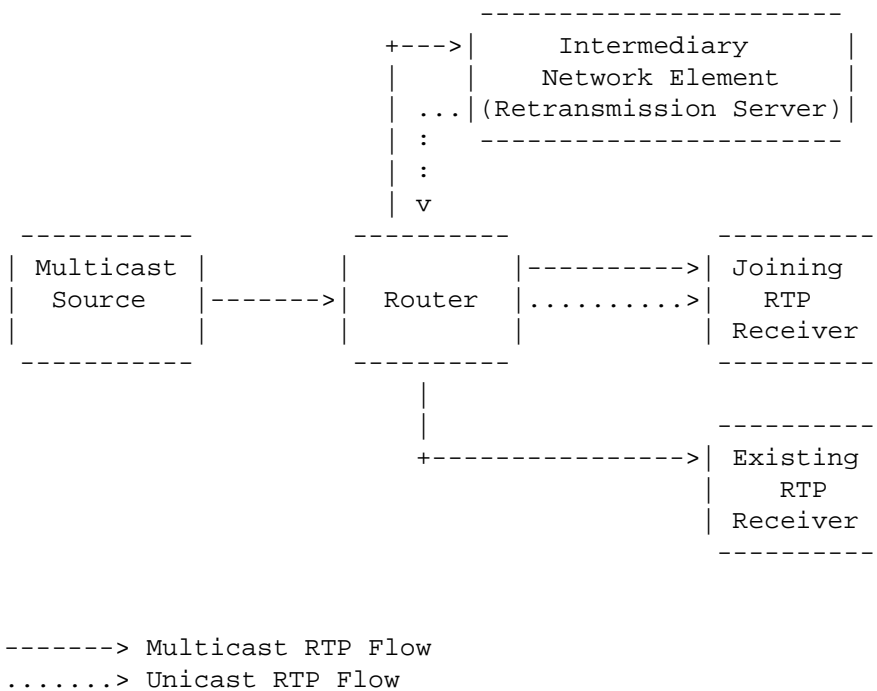 Intermediary
Network Element
(Retransmission Server)
Multicast
Source
Router
Joining
RTP
Receiver
Existing
RTP
Receiver
-------> Multicast RTP Flow
.......> Unicast RTP Flow